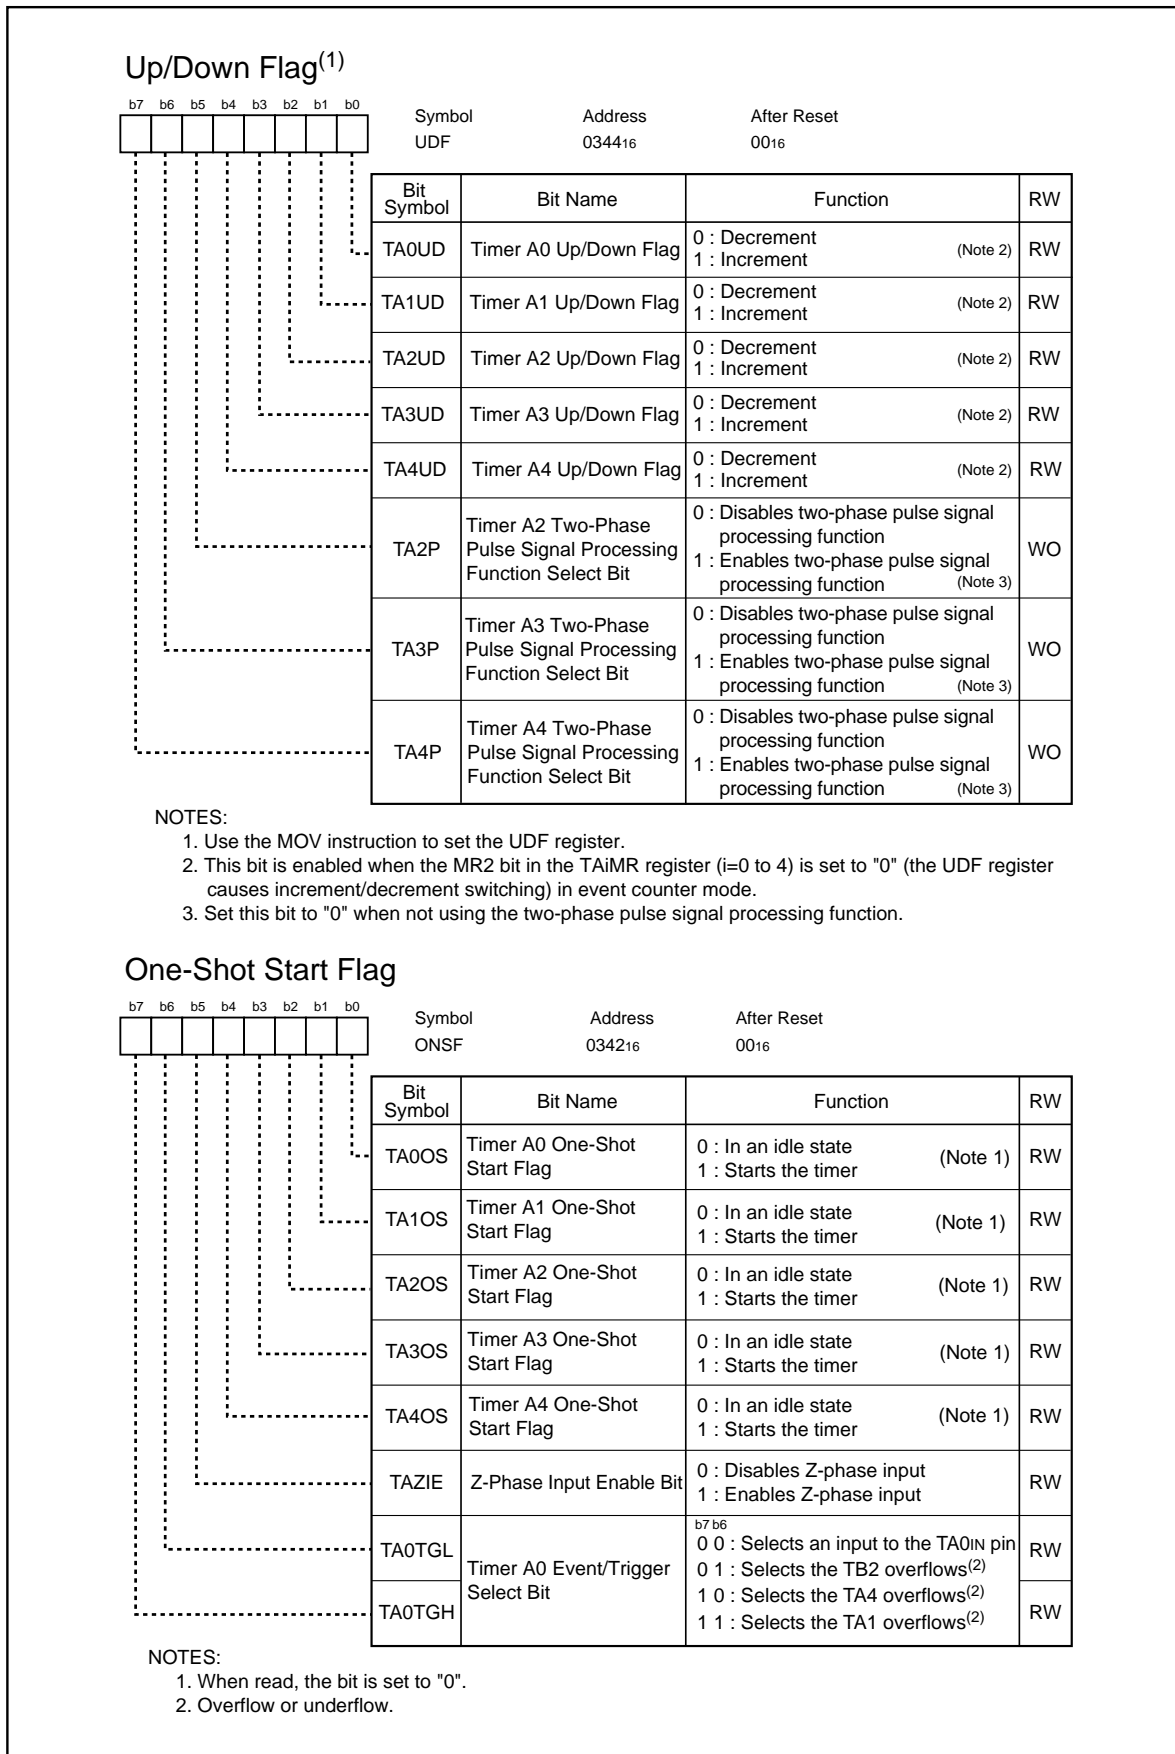 Up/Down Flag(1)
b7 b6 b5 b4 b3 b2 b1 b0
Symbol Address After Reset
UDF 034416 0016
Bit Symbol Bit Name Function RW
TA0UD Timer A0 Up/Down Flag 0 : Decrement
1 : Increment (Note 2) RW
TA1UD Timer A1 Up/Down Flag 0 : Decrement
1 : Increment (Note 2) RW
TA2UD Timer A2 Up/Down Flag 0 : Decrement
1 : Increment (Note 2) RW
TA3UD Timer A3 Up/Down Flag 0 : Decrement
1 : Increment (Note 2) RW
TA4UD Timer A4 Up/Down Flag 0 : Decrement
1 : Increment (Note 2) RW
TA2P
Timer A2 Two-Phase
Pulse Signal Processing
Function Select Bit
0 : Disables two-phase pulse signal
processing function
1 : Enables two-phase pulse signal
processing function (Note 3)
WO
TA3P
Timer A3 Two-Phase
Pulse Signal Processing
Function Select Bit
0 : Disables two-phase pulse signal
processing function
1 : Enables two-phase pulse signal
processing function (Note 3)
WO
TA4P
Timer A4 Two-Phase
Pulse Signal Processing
Function Select Bit
0 : Disables two-phase pulse signal
processing function
1 : Enables two-phase pulse signal
processing function (Note 3)
WO
NOTES:
1. Use the MOV instruction to set the UDF register.
2. This bit is enabled when the MR2 bit in the TAiMR register (i=0 to 4) is set to "0" (the UDF register
causes increment/decrement switching) in event counter mode.
3. Set this bit to "0" when not using the two-phase pulse signal processing function.
One-Shot Start Flag
b7 b6 b5 b4 b3 b2 b1 b0
Symbol Address After Reset
ONSF 034216 0016
Bit Symbol Bit Name Function RW
TA0OS
Timer A0 One-Shot
Start Flag
0 : In an idle state
1 : Starts the timer
(Note 1)
RW
TA1OS
Timer A1 One-Shot
Start Flag
0 : In an idle state
1 : Starts the timer
(Note 1)
RW
TA2OS
Timer A2 One-Shot
Start Flag
0 : In an idle state
1 : Starts the timer
(Note 1)
RW
TA3OS
Timer A3 One-Shot
Start Flag
0 : In an idle state
1 : Starts the timer
(Note 1)
RW
TA4OS
Timer A4 One-Shot
Start Flag
0 : In an idle state
1 : Starts the timer
(Note 1)
RW
TAZIE
Z-Phase Input Enable Bit
0 : Disables Z-phase input
1 : Enables Z-phase input
RW
TA0TGL
TA0TGH
Timer A0 Event/Trigger
Select Bit
b7 b6
0 0 : Selects an input to the TA0IN pin
0 1 : Selects the TB2 overflows(2)
1 0 : Selects the TA4 overflows(2)
1 1 : Selects the TA1 overflows(2)
RW
RW
NOTES:
1. When read, the bit is set to "0".
2. Overflow or underflow.